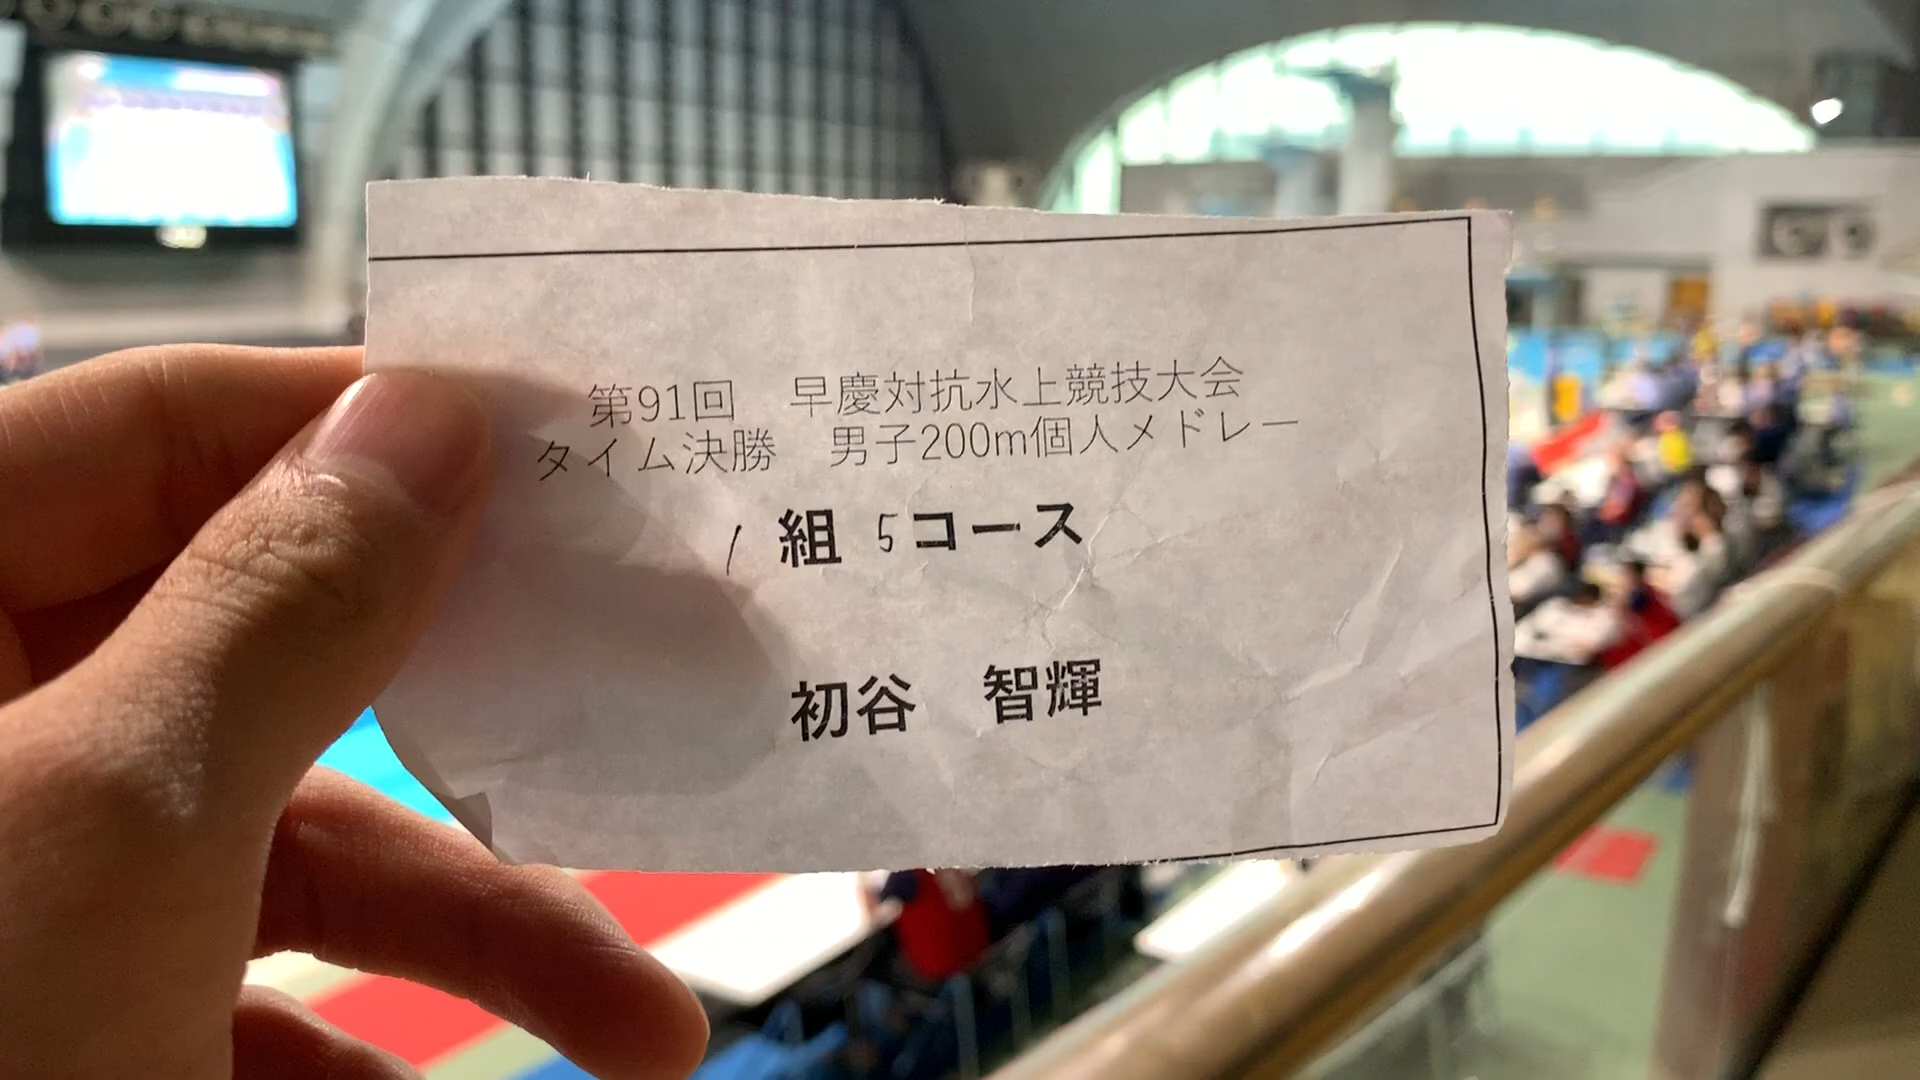 第91回　早慶対抗水上競技大会
タイム決勝　男子200m個人メドレー
1 組 5 コース
初谷　智輝